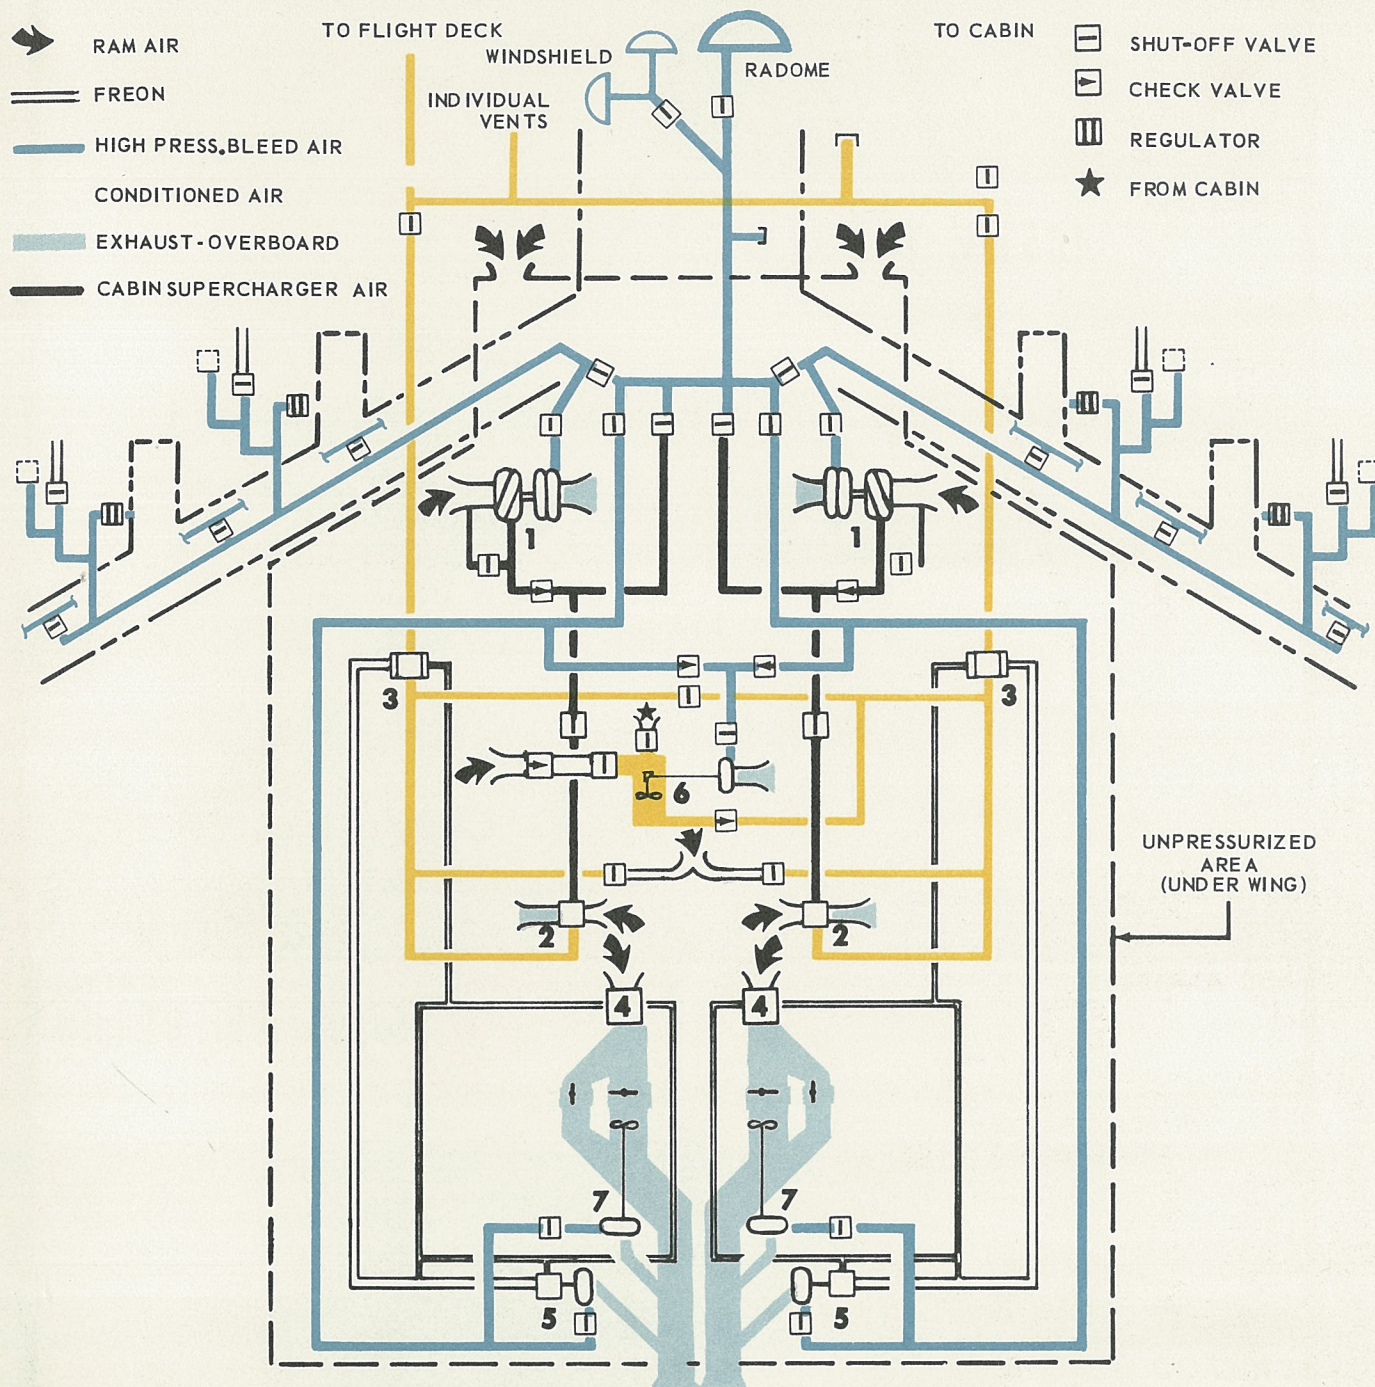 RAM AIR
FREON
HIGH PRESS.BLEED AIR
CONDITIONED AIR
EXHAUST-OVERBOARD
CABIN SUPERCHARGER AIR
TO FLIGHT DECK
WINDSHIELD
RADOME
INDIVIDUAL
VENTS
TO CABIN
SHUT-OFF VALVE
CHECK VALVE
REGULATOR
FROM CABIN
1
1
3
3
6
2
2
4
4
7
7
5
5
UNPRESSURIZED
AREA
(UNDER WING)